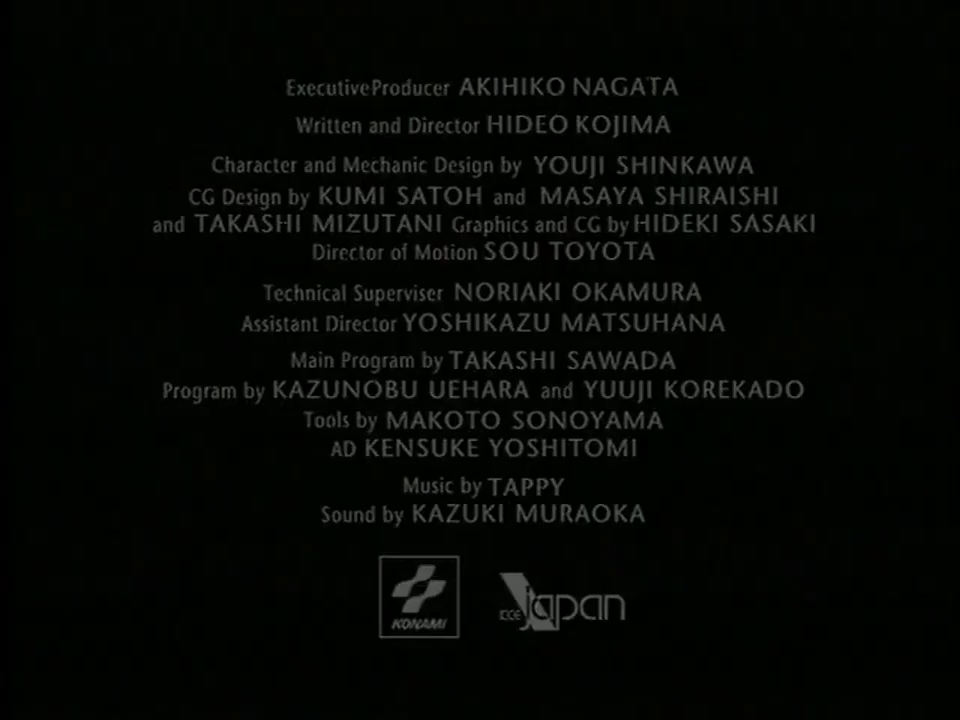 ExecutiveProducer AKIHIKO NAGATA
Written and Director HIDEO KOJIMA
Character and Mechanic Design by YOUJI SHINKAWA
CG Design by KUMI SATOH and MASAYA SHIRAISHI
and TAKASHI MIZUTANI Graphics and CG by HIDEKI SASAKI
Director of Motion SOU TOYOTA
Technical Superviser NORIAKI OKAMURA
Assistant Director YOSHIKAZU MATSUHANA
Main Program by TAKASHI SAWADA
Program by KAZUNOBU UEHARA and YUUJI KOREKADO
Tools by MAKOTO SONOYAMA
AD KENSUKE YOSHITOMI
Music by TAPPY
Sound by KAZUKI MURAOKA
KONAMI
KCE Japan